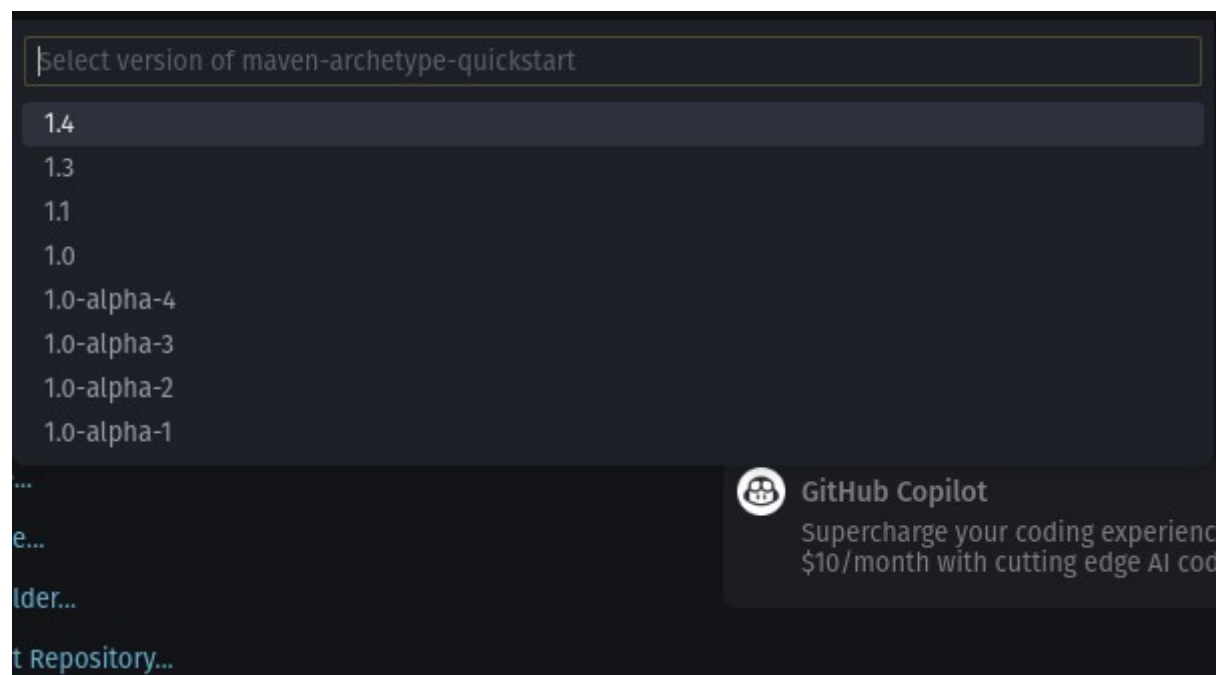 Select version of maven-archetype-quickstart
1.4
1.3
1.1
1.0
1.0-alpha-4
1.0-alpha-3
1.0-alpha-2
1.0-alpha-1
...
e...
lder...
t Repository...
GitHub Copilot
Supercharge your coding experienc
$10/month with cutting edge AI cod